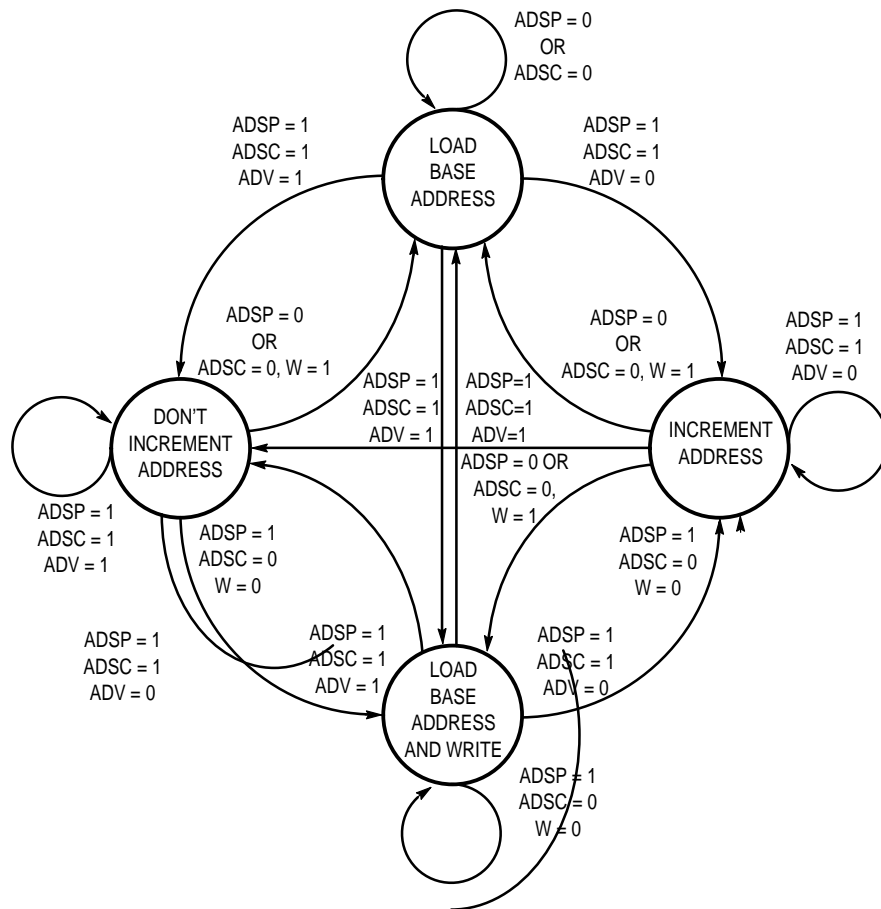 ADSP = 0
OR
ADSC = 0
ADSP = 1
ADSC = 1
ADV = 1
LOAD
BASE
ADDRESS
ADSP = 1
ADSC = 1
ADV = 0
ADSP = 0
OR
ADSC = 0, W = 1
ADSP = 0
OR
ADSC = 0, W = 1
ADSP = 1
ADSC = 1
ADV = 0
ADSP = 1
ADSC = 1
ADV = 1
ADSP=1
ADSC=1
ADV=1
DON'T
INCREMENT
ADDRESS
INCREMENT
ADDRESS
ADSP = 0 OR
ADSC = 0,
W = 1
ADSP = 1
ADSC = 1
ADV = 1
ADSP = 1
ADSC = 0
W = 0
ADSP = 1
ADSC = 0
W = 0
ADSP = 1
ADSC = 1
ADV = 0
ADSP = 1
ADSC = 1
ADV = 1
LOAD
BASE
ADDRESS
AND WRITE
ADSP = 1
ADSC = 1
ADV = 0
ADSP = 1
ADSC = 0
W = 0